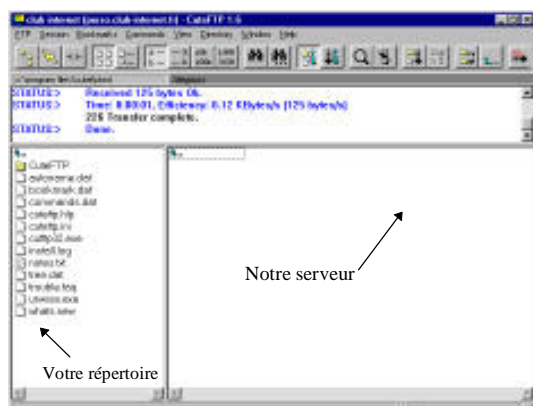 club-internet (perso.club-internet.fr) - CuteFTP 1.6
FTP Session Bookmarks Commands View Directory Window Help
STATUS:> Received 125 bytes Ok.
STATUS:> Time: 0:00:01, Efficiency: 0.12 KBytes/s (125 bytes/s)
226 Transfer complete.
STATUS:> Done.
CuteFTP
autorname.dat
bookmark.dat
commands.dat
cuteftp.hlp
cuteftp.ini
cutftp32.exe
install.log
notes.txt
tree.dat
trouble.faq
unwise.exe
whats.new
Notre serveur
Votre répertoire